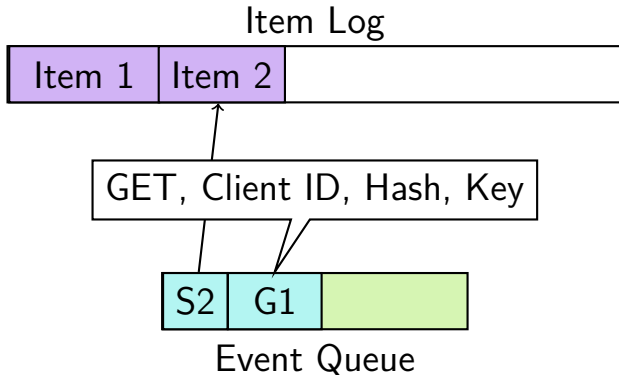 Item Log
Item 1 Item 2
GET, Client ID, Hash, Key
S2 G1
Event Queue